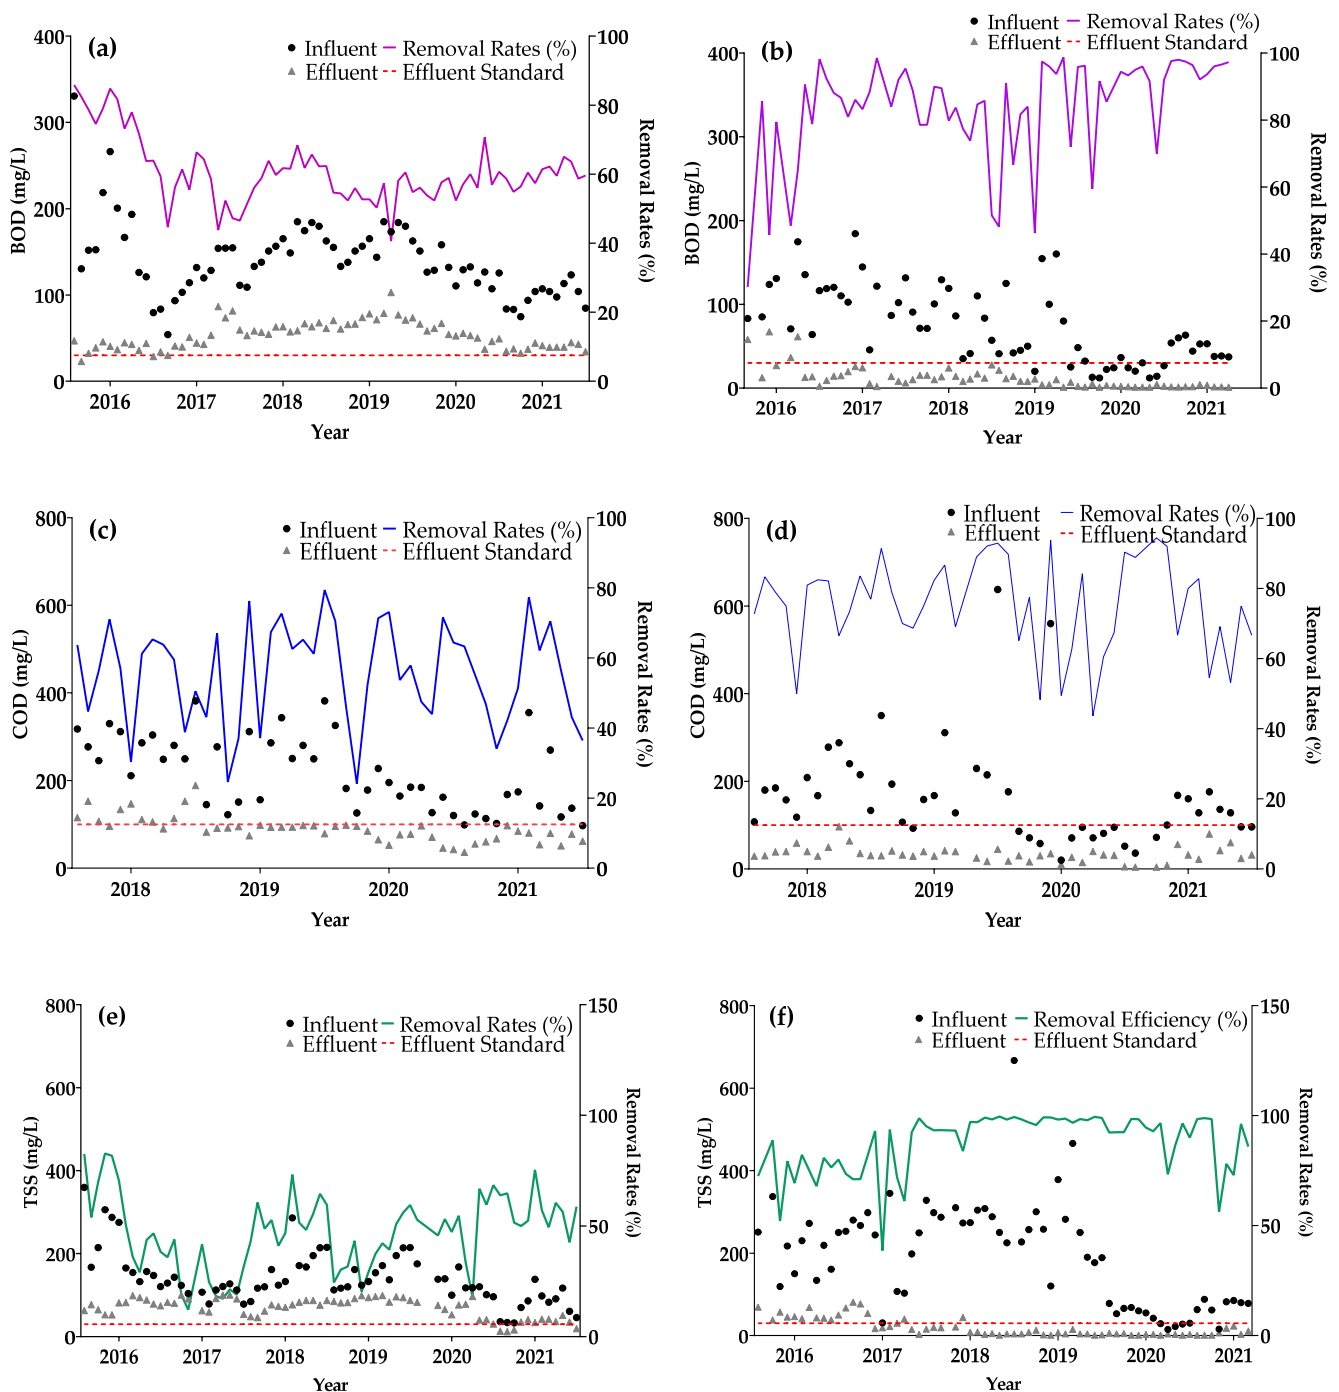 (a)
Influent
Removal Rates (%)
Effluent
Effluent Standard
400
300
200
100
0
100
80
60
40
20
0
BOD (mg/L)
Removal Rates (%)
2016 2017 2018 2019 2020 2021
Year
(b)
Influent
Removal Rates (%)
Effluent
Effluent Standard
400
300
200
100
0
100
80
60
40
20
0
BOD (mg/L)
Removal Rates (%)
2016 2017 2018 2019 2020 2021
Year
(c)
Influent
Removal Rates (%)
Effluent
Effluent Standard
800
600
400
200
0
100
80
60
40
20
0
COD (mg/L)
Removal Rates (%)
2018 2019 2020 2021
Year
(d)
Influent
Removal Rates (%)
Effluent
Effluent Standard
800
600
400
200
0
100
80
60
40
20
0
COD (mg/L)
Removal Rates (%)
2018 2019 2020 2021
Year
(e)
Influent
Removal Rates (%)
Effluent
Effluent Standard
800
600
400
200
0
150
100
50
0
TSS (mg/L)
Removal Rates (%)
2016 2017 2018 2019 2020 2021
Year
(f)
Influent
Removal Efficiency (%)
Effluent
Effluent Standard
800
600
400
200
0
150
100
50
0
TSS (mg/L)
Removal Rates (%)
2016 2017 2018 2019 2020 2021
Year